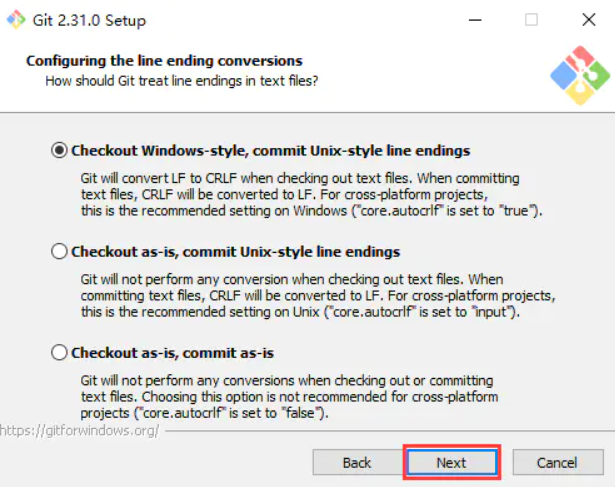 Git 2.31.0 Setup
Configuring the line ending conversions
How should Git treat line endings in text files?
Checkout Windows-style, commit Unix-style line endings
Git will convert LF to CRLF when checking out text files. When committing
text files, CRLF will be converted to LF. For cross-platform projects,
this is the recommended setting on Windows ("core.autocrlf" is set to "true").
Checkout as-is, commit Unix-style line endings
Git will not perform any conversion when checking out text files. When
committing text files, CRLF will be converted to LF. For cross-platform projects,
this is the recommended setting on Unix ("core.autocrlf" is set to "input").
Checkout as-is, commit as-is
Git will not perform any conversions when checking out or committing
text files. Choosing this option is not recommended for cross-platform
projects ("core.autocrlf" is set to "false").
https://gitforwindows.org/
Back
Next
Cancel